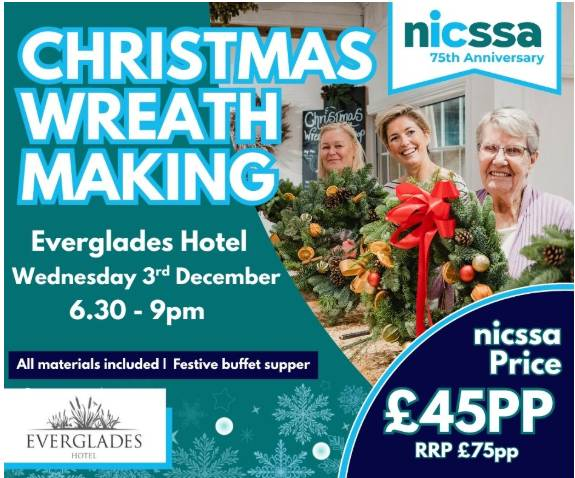 CHRISTMAS
WREATH
MAKING
nicssa
75th Anniversary
Christmas
Everglades Hotel
Wednesday 3rd December
6.30 - 9pm
All materials included | Festive buffet supper
EVERGLADES
HOTEL
nicssa
Price
£45PP
RRP £75pp